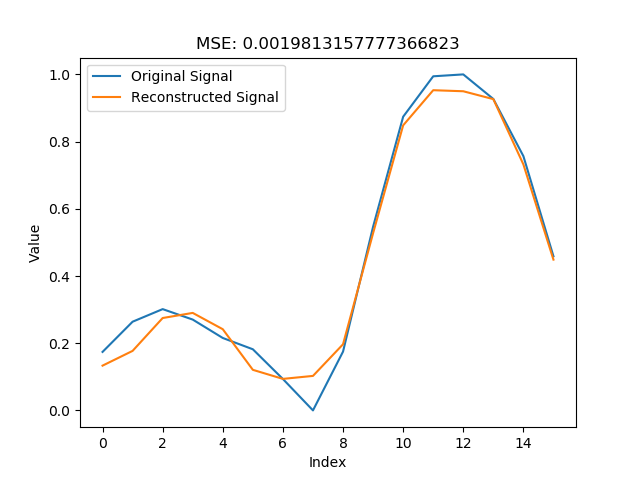 MSE: 0.0019813157777366823
Original Signal
Reconstructed Signal
1.0
0.8
0.6
0.4
0.2
0.0
Value
0 2 4 6 8 10 12 14
Index